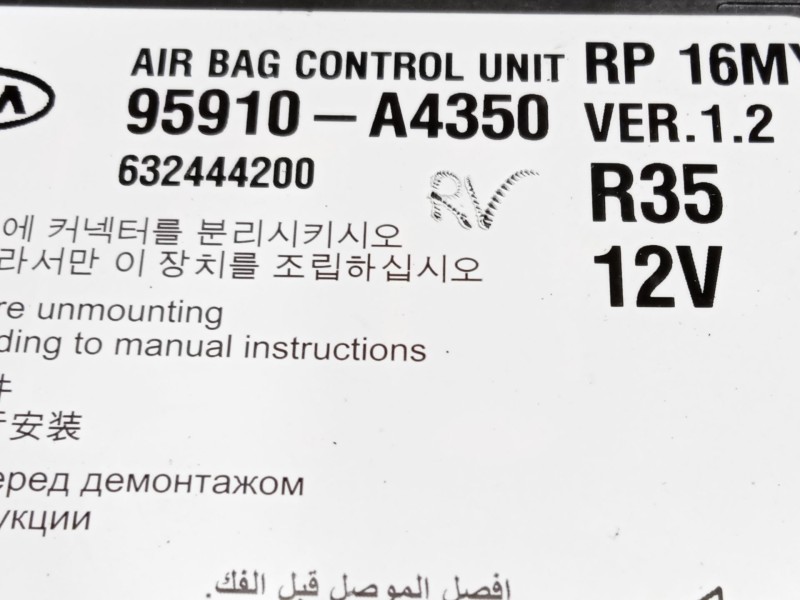 AIR BAG CONTROL UNIT RP 16MY
95910-A4350 VER.1.2
632444200 R35
12V
에 커넥터를 분리시키시오
라서만 이 장치를 조립하십시오
re unmounting
ding to manual instructions
件
安装
еред демонтажом
укции
افصل الموصل قبل الفك.